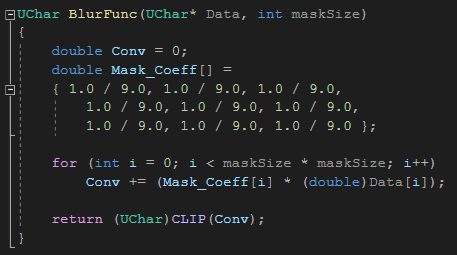 UChar BlurFunc(UChar* Data, int maskSize)
{
double Conv = 0;
double Mask_Coeff[] =
{ 1.0 / 9.0, 1.0 / 9.0, 1.0 / 9.0,
1.0 / 9.0, 1.0 / 9.0, 1.0 / 9.0,
1.0 / 9.0, 1.0 / 9.0, 1.0 / 9.0 };
for (int i = 0; i < maskSize * maskSize; i++)
Conv += (Mask_Coeff[i] * (double)Data[i]);
return (UChar)CLIP(Conv);
}